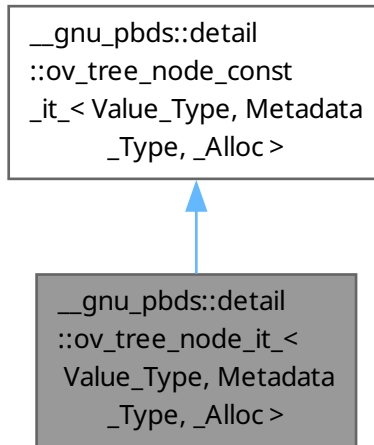 __gnu_pbds::detail
::ov_tree_node_const
_it_< Value_Type, Metadata
_Type, _Alloc >
__gnu_pbds::detail
::ov_tree_node_it_<
Value_Type, Metadata
_Type, _Alloc >